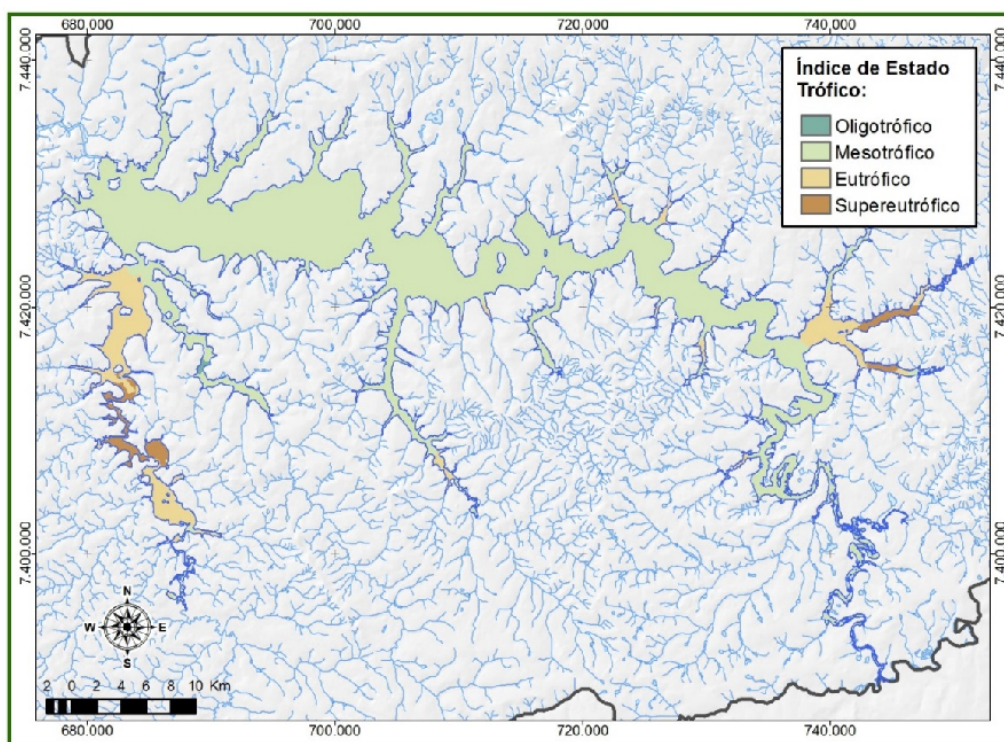 680.000 700.000 720.000 740.000
7.440.000
7.440.000
Índice de Estado
Trófico:
Oligotrófico
Mesotrófico
Eutrófico
Supereutrófico
7.420.000
7.420.000
7.400.000
7.400.000
N
W E
S
2 0 2 4 6 8 10 Km
680.000 700.000 720.000 740.000